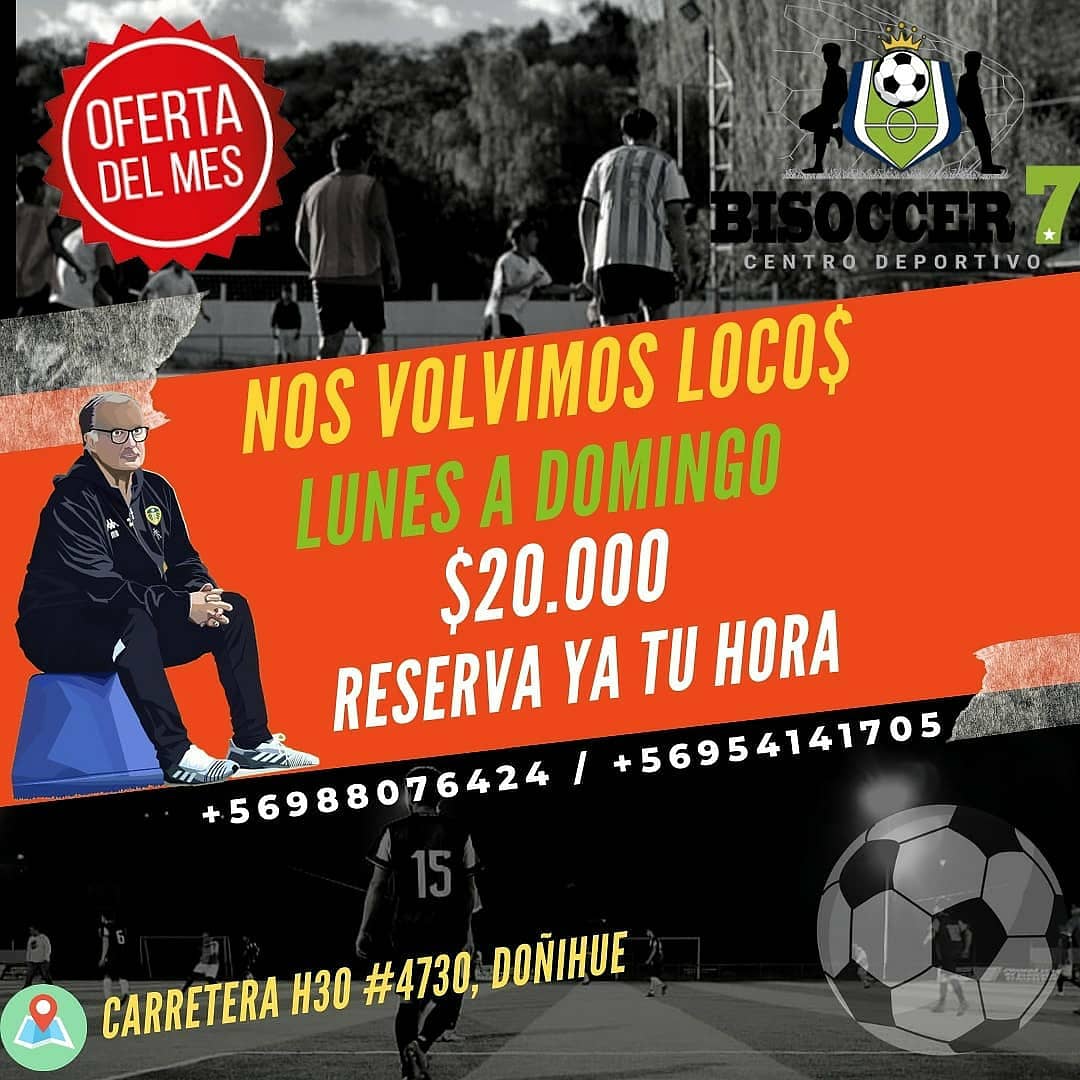 OFERTA
DEL MES
BISOCCER 7
CENTRO DEPORTIVO
NOS VOLVIMOS LOCO$
LUNES A DOMINGO
$20.000
RESERVA YA TU HORA
+56988076424 / +56954141705
15
CARRETERA H30 #4730, DOÑIHUE